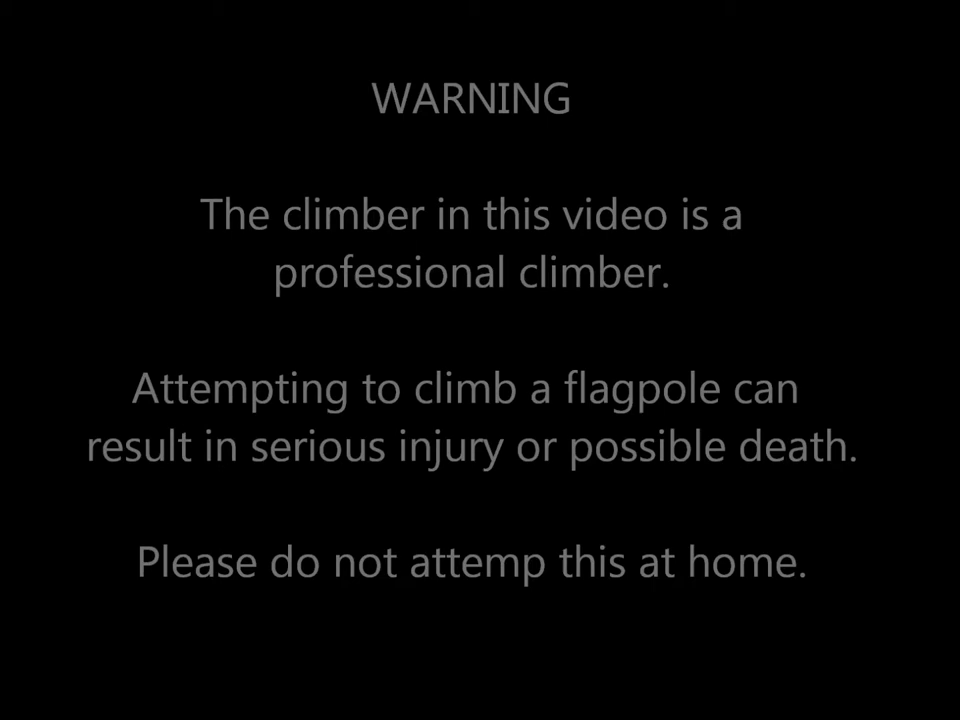 WARNING
The climber in this video is a
professional climber.
Attempting to climb a flagpole can
result in serious injury or possible death.
Please do not attemp this at home.